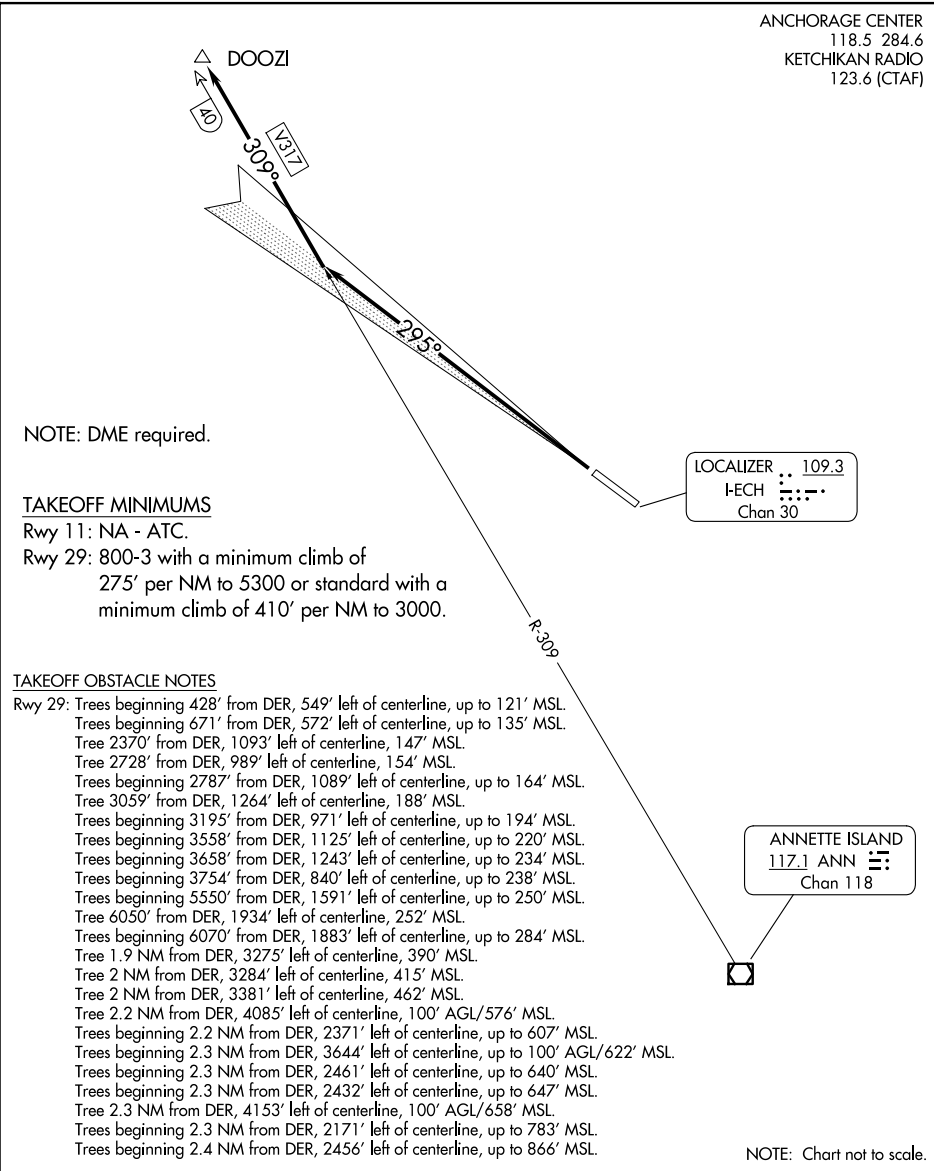 ANCHORAGE CENTER
118.5 284.6
KETCHIKAN RADIO
123.6 (CTAF)
DOOZI
40
V317
309°
295°
NOTE: DME required.
LOCALIZER 109.3
I-ECH
Chan 30
TAKEOFF MINIMUMS
Rwy 11: NA - ATC.
Rwy 29: 800-3 with a minimum climb of
275' per NM to 5300 or standard with a
minimum climb of 410' per NM to 3000.
R-309
TAKEOFF OBSTACLE NOTES
Rwy 29: Trees beginning 428' from DER, 549' left of centerline, up to 121' MSL.
Trees beginning 671' from DER, 572' left of centerline, up to 135' MSL.
Tree 2370' from DER, 1093' left of centerline, 147' MSL.
Tree 2728' from DER, 989' left of centerline, 154' MSL.
Trees beginning 2787' from DER, 1089' left of centerline, up to 164' MSL.
Tree 3059' from DER, 1264' left of centerline, 188' MSL.
Trees beginning 3195' from DER, 971' left of centerline, up to 194' MSL.
Trees beginning 3558' from DER, 1125' left of centerline, up to 220' MSL.
Trees beginning 3658' from DER, 1243' left of centerline, up to 234' MSL.
Trees beginning 3754' from DER, 840' left of centerline, up to 238' MSL.
Trees beginning 5550' from DER, 1591' left of centerline, up to 250' MSL.
Tree 6050' from DER, 1934' left of centerline, 252' MSL.
Trees beginning 6070' from DER, 1883' left of centerline, up to 284' MSL.
Tree 1.9 NM from DER, 3275' left of centerline, 390' MSL.
Tree 2 NM from DER, 3284' left of centerline, 415' MSL.
Tree 2 NM from DER, 3381' left of centerline, 462' MSL.
Tree 2.2 NM from DER, 4085' left of centerline, 100' AGL/576' MSL.
Trees beginning 2.2 NM from DER, 2371' left of centerline, up to 607' MSL.
Trees beginning 2.3 NM from DER, 3644' left of centerline, up to 100' AGL/622' MSL.
Trees beginning 2.3 NM from DER, 2461' left of centerline, up to 640' MSL.
Trees beginning 2.3 NM from DER, 2432' left of centerline, up to 647' MSL.
Tree 2.3 NM from DER, 4153' left of centerline, 100' AGL/658' MSL.
Trees beginning 2.3 NM from DER, 2171' left of centerline, up to 783' MSL.
Trees beginning 2.4 NM from DER, 2456' left of centerline, up to 866' MSL.
ANNETTE ISLAND
117.1 ANN
Chan 118
NOTE: Chart not to scale.